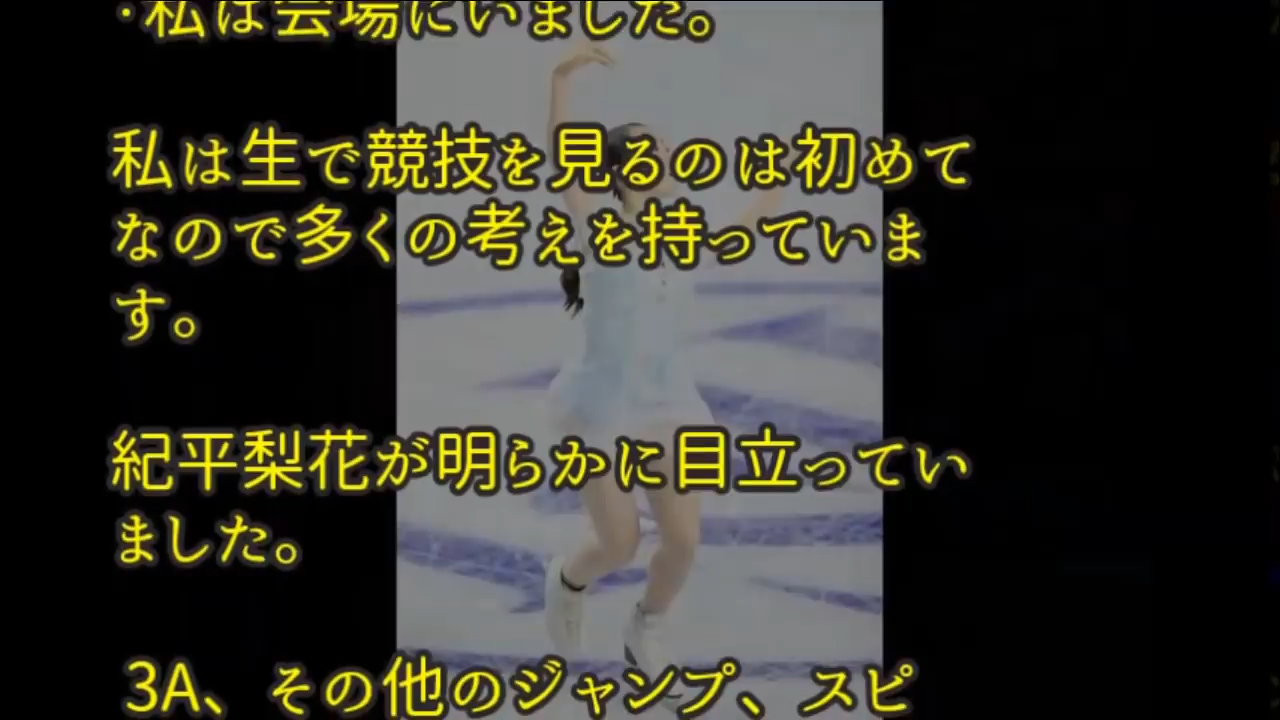 ・私は会場にいました。
私は生で競技を見るのは初めて
なので多くの考えを持っていま
す。
紀平梨花が明らかに目立ってい
ました。
3A、その他のジャンプ、スピ